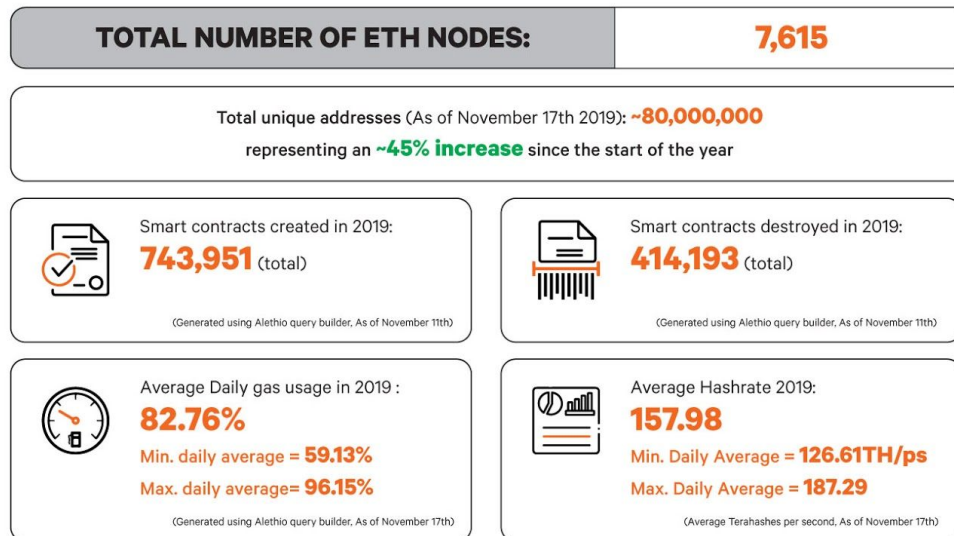 TOTAL NUMBER OF ETH NODES:
7,615
Total unique addresses (As of November 17th 2019): ~80,000,000
representing an ~45% increase since the start of the year
Smart contracts created in 2019:
743,951 (total)
(Generated using Alethio query builder, As of November 11th)
Smart contracts destroyed in 2019:
414,193 (total)
(Generated using Alethio query builder, As of November 11th)
Average Daily gas usage in 2019 :
82.76%
Min. daily average = 59.13%
Max. daily average= 96.15%
(Generated using Alethio query builder, As of November 17th)
Average Hashrate 2019:
157.98
Min. Daily Average = 126.61TH/ps
Max. Daily Average = 187.29
(Average Terahashes per second, As of November 17th)